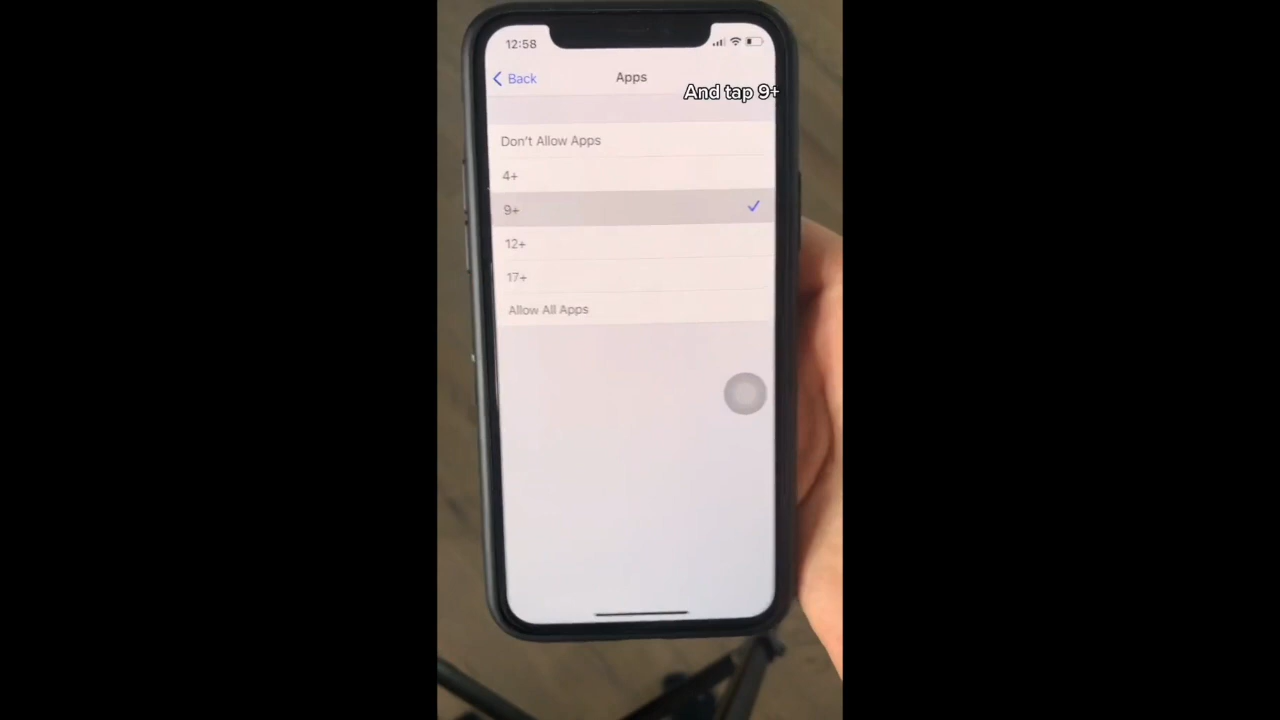 12:58
Back
Apps
And tap 9+
Don't Allow Apps
4+
9+
12+
17+
Allow All Apps